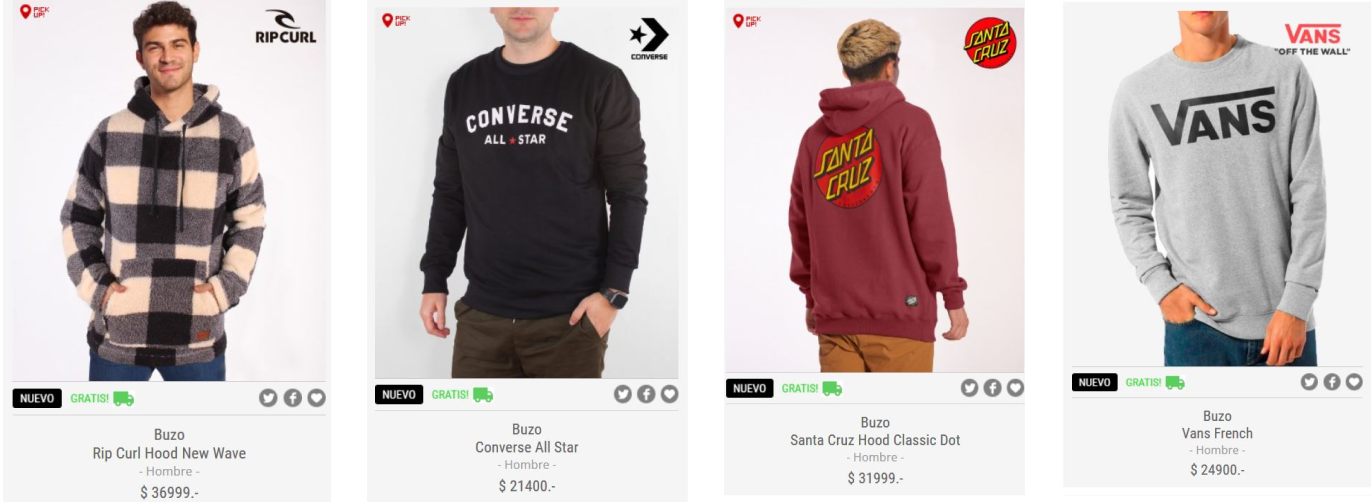 PICK
UP!
RIP CURL
NUEVO GRATIS!
Buzo
Rip Curl Hood New Wave
- Hombre -
$ 36999.-
PICK
UP!
CONVERSE
CONVERSE
ALL ★ STAR
NUEVO GRATIS!
Buzo
Converse All Star
- Hombre -
$ 21400.-
PICK
UP!
SANTA
CRUZ
SANTA
CRUZ
NUEVO GRATIS!
Buzo
Santa Cruz Hood Classic Dot
- Hombre -
$ 31999.-
VANS
"OFF THE WALL"
VANS
NUEVO GRATIS!
Buzo
Vans French
- Hombre -
$ 24900.-